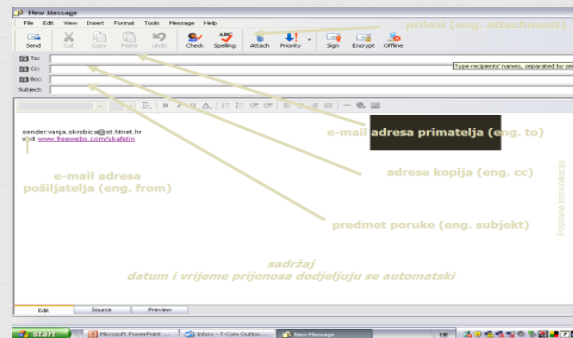 New Message
File Edit View Insert Format Tools Message Help
prilozi (eng. attachment)
Send Cut Copy Paste Undo Check Spelling Attach Priority Sign Encrypt Offline
To:
Type recipients' names, separated by se
Cc:
Bcc:
Subject:
sender:vanja.skrobica@st.htnet.hr
visit www.freewebs.com/skafetin
e-mail adresa primatelja (eng. to)
e-mail adresa
pošiljatelja (eng. from)
adrese kopija (eng. cc)
Poslovna komunikacija
predmet poruke (eng. subjekt)
sadržaj
datum i vrijeme prijenosa dodjeljuju se automatski
Edit Source Preview
start Microsoft PowerPoint ... Inbox - T-Com Outloo... New Message HR